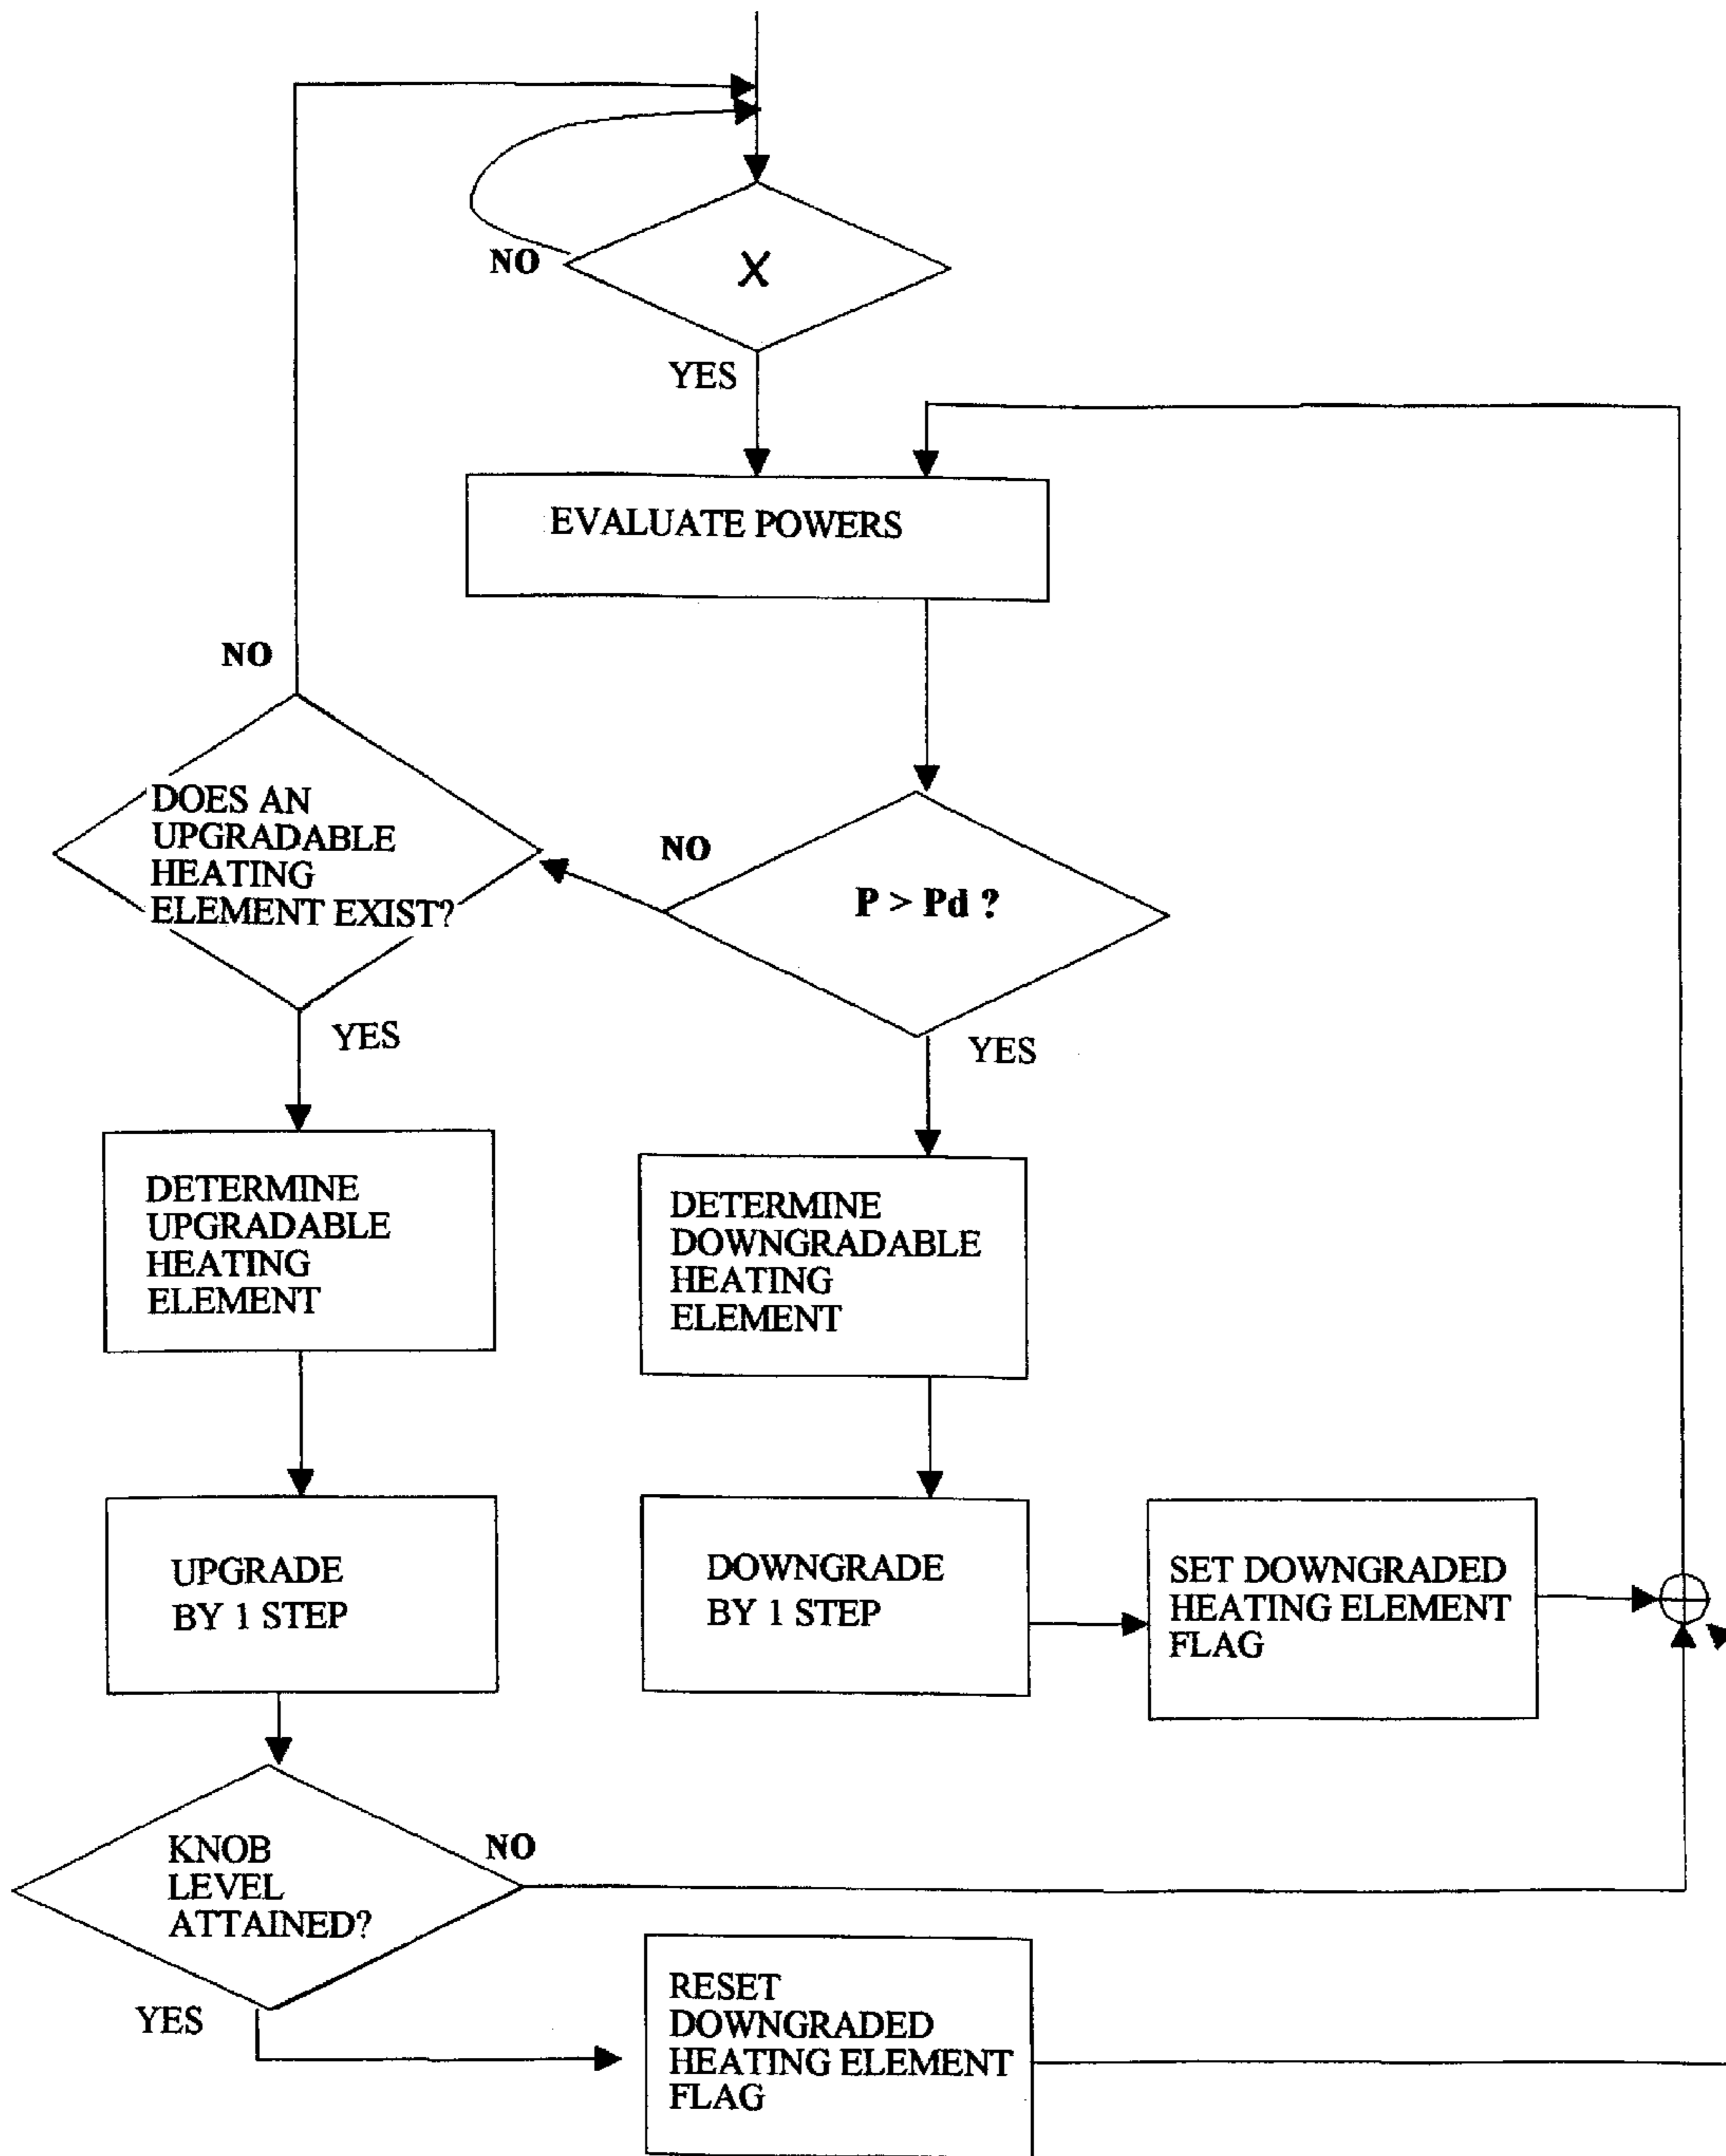 X
NO
YES
EVALUATE POWERS
NO
DOES AN
UPGRADABLE
HEATING
ELEMENT EXIST?
NO
P > Pd ?
YES
YES
DETERMINE
UPGRADABLE
HEATING
ELEMENT
DETERMINE
DOWNGRADABLE
HEATING
ELEMENT
UPGRADE
BY 1 STEP
DOWNGRADE
BY 1 STEP
SET DOWNGRADED
HEATING ELEMENT
FLAG
KNOB
LEVEL
ATTAINED?
NO
YES
RESET
DOWNGRADED
HEATING ELEMENT
FLAG